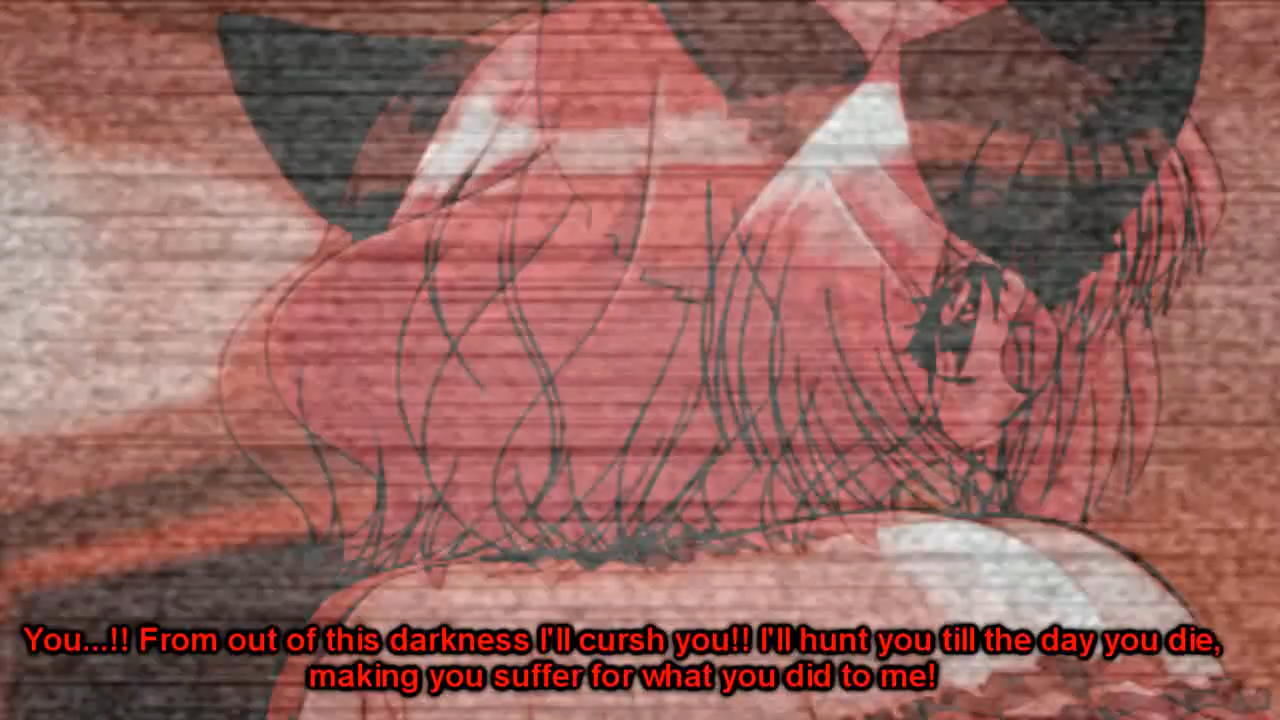 You...!! From out of this darkness I'll cursh you!! I'll hunt you till the day you die,
making you suffer for what you did to me!